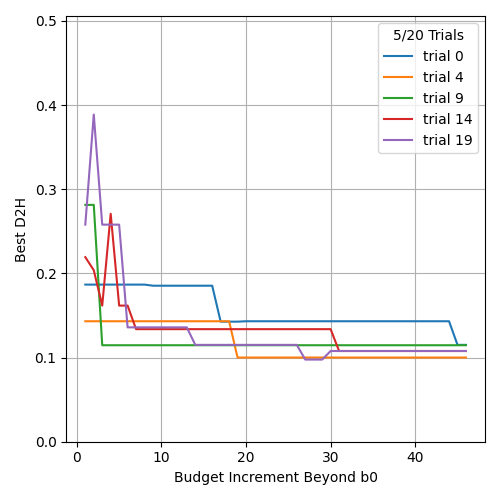 5/20 Trials
trial 0
trial 4
trial 9
trial 14
trial 19
0.5
0.4
0.3
0.2
0.1
0.0
Best D2H
0 10 20 30 40
Budget Increment Beyond b0